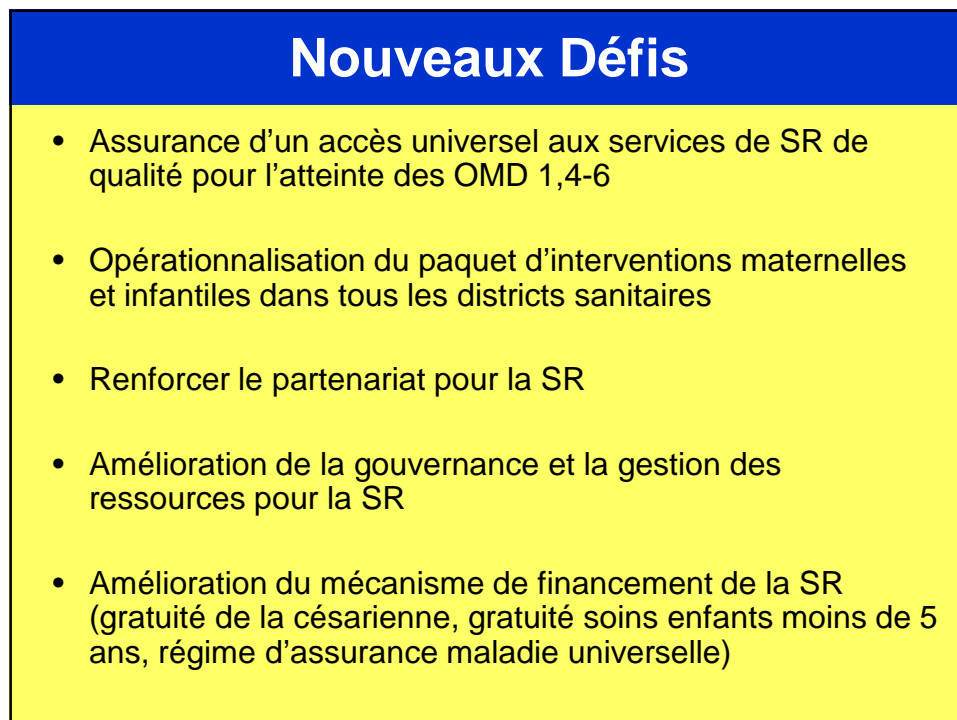 Nouveaux Défis
• Assurance d’un accès universel aux services de SR de
qualité pour l’atteinte des OMD 1,4-6
• Opérationnalisation du paquet d’interventions maternelles
et infantiles dans tous les districts sanitaires
• Renforcer le partenariat pour la SR
• Amélioration de la gouvernance et la gestion des
ressources pour la SR
• Amélioration du mécanisme de financement de la SR
(gratuité de la césarienne, gratuité soins enfants moins de 5
ans, régime d’assurance maladie universelle)